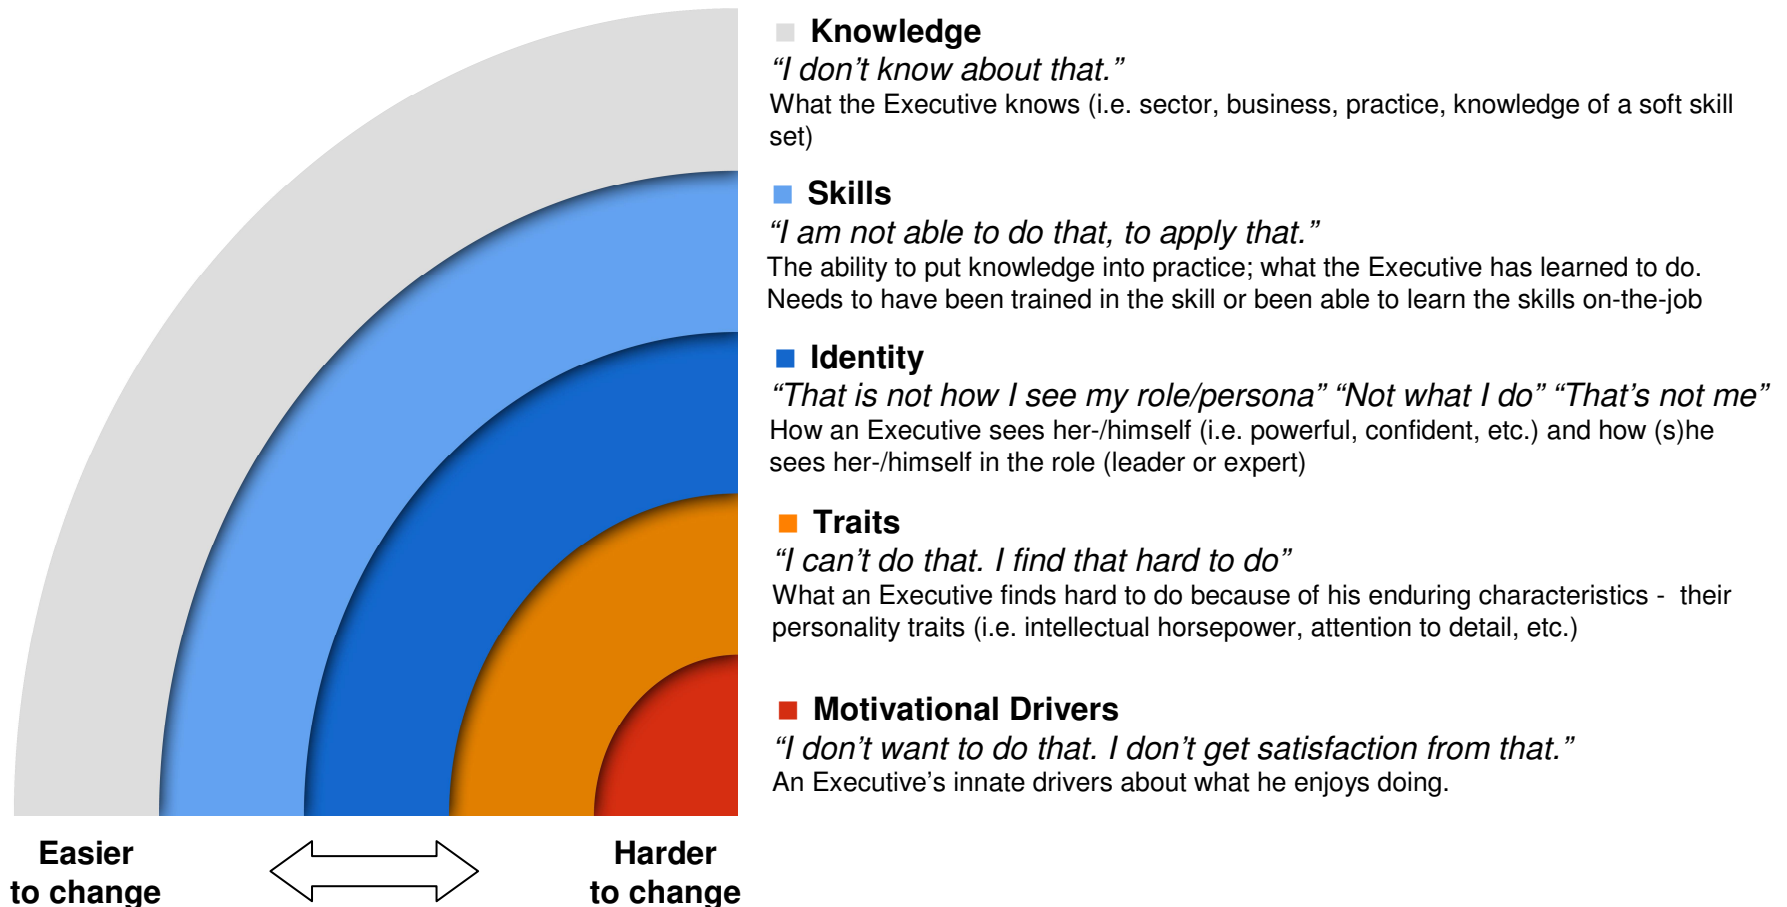 Knowledge
“I don’t know about that.”
What the Executive knows (i.e. sector, business, practice, knowledge of a soft skill
set)
Skills
“I am not able to do that, to apply that.”
The ability to put knowledge into practice; what the Executive has learned to do.
Needs to have been trained in the skill or been able to learn the skills on-the-job
Identity
“That is not how I see my role/persona” “Not what I do” “That’s not me”
How an Executive sees her-/himself (i.e. powerful, confident, etc.) and how (s)he
sees her-/himself in the role (leader or expert)
Traits
“I can’t do that. I find that hard to do”
What an Executive finds hard to do because of his enduring characteristics - their
personality traits (i.e. intellectual horsepower, attention to detail, etc.)
Motivational Drivers
“I don’t want to do that. I don’t get satisfaction from that.”
An Executive’s innate drivers about what he enjoys doing.
Easier
to change
Harder
to change